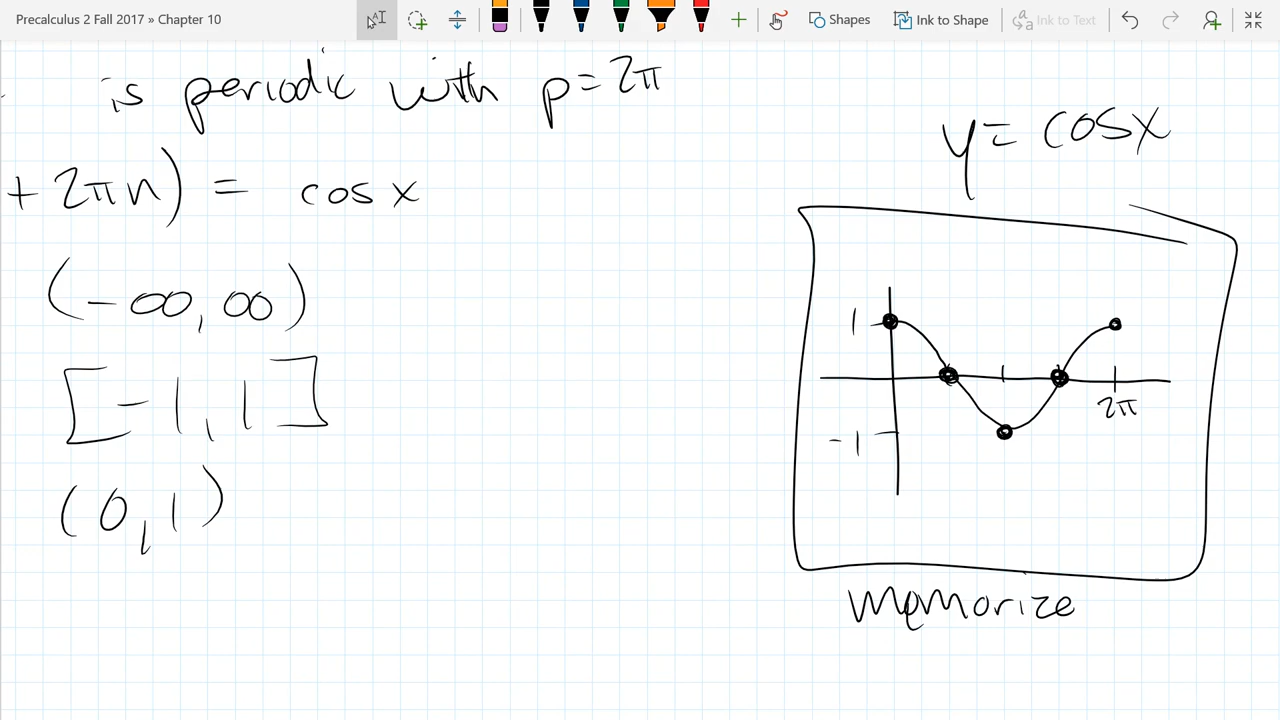 Precalculus 2 Fall 2017 » Chapter 10
Shapes
Ink to Shape
Ink to Text
is periodic with p = 2π
+ 2πn) = cos x
(-∞, ∞)
[-1, 1]
(0, 1)
y = cos x
1
-1
2π
memorize